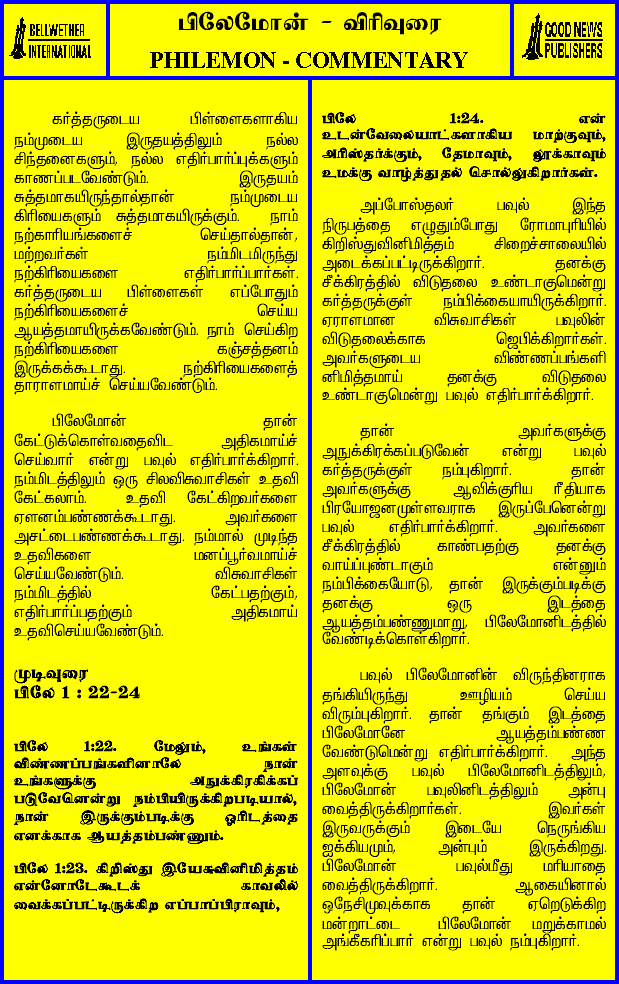 BELLWETHER
INTERNATIONAL
பிலேமோன் - விரிவுரை
PHILEMON - COMMENTARY
GOOD NEWS
PUBLISHERS
கர்த்தருடைய பிள்ளைகளாகிய
நம்முடைய இருதயத்திலும் நல்ல
சிந்தனைகளும், நல்ல எதிர்பார்ப்புக்களும்
காணப்படவேண்டும். இருதயம்
சுத்தமாகயிருந்தால்தான் நம்முடைய
கிரியைகளும் சுத்தமாகயிருக்கும். நாம்
நற்காரியங்களைச் செய்தால்தான்,
மற்றவர்கள் நம்மிடமிருந்து
நற்கிரியைகளை எதிர்பார்ப்பார்கள்.
கர்த்தருடைய பிள்ளைகள் எப்போதும்
நற்கிரியைகளைச் செய்ய
ஆயத்தமாயிருக்கவேண்டும். நாம் செய்கிற
நற்கிரியைகளை கஞ்சத்தனம்
இருக்கக்கூடாது. நற்கிரியைகளைத்
தாராளமாய்ச் செய்யவேண்டும்.
பிலேமோன் தான்
கேட்டுக்கொள்வதைவிட அதிகமாய்ச்
செய்வார் என்று பவுல் எதிர்பார்க்கிறார்.
நம்மிடத்திலும் ஒரு சிலவிசுவாசிகள் உதவி
கேட்கலாம். உதவி கேட்கிறவர்களை
ஏளனம்பண்ணக்கூடாது. அவர்களை
அசட்டைபண்ணக்கூடாது. நம்மால் முடிந்த
உதவிகளை மனப்பூர்வமாய்ச்
செய்யவேண்டும். விசுவாசிகள்
நம்மிடத்தில் கேட்பதற்கும்,
எதிர்பார்ப்பதற்கும் அதிகமாய்
உதவிசெய்யவேண்டும்.
முடிவுரை
பிலே 1 : 22-24
பிலே 1:22. மேலும், உங்கள்
விண்ணப்பங்களினாலே நான்
உங்களுக்கு அநுக்கிரகிக்கப்
படுவேனென்று நம்பியிருக்கிறபடியால்,
நான் இருக்கும்படிக்கு ஓரிடத்தை
எனக்காக ஆயத்தம்பண்ணும்.
பிலே 1:23. கிறிஸ்து இயேசுவினிமித்தம்
என்னோடேகூடக் காவலில்
வைக்கப்பட்டிருக்கிற எப்பாப்பிராவும்,
பிலே 1:24. என்
உடன்வேலையாட்களாகிய மாற்குவும்,
அரிஸ்தர்க்கும், தேமாவும், லூக்காவும்
உமக்கு வாழ்த்துதல் சொல்லுகிறார்கள்.
அப்போஸ்தலர் பவுல் இந்த
நிருபத்தை எழுதும்போது ரோமாபுரியில்
கிறிஸ்துவினிமித்தம் சிறைச்சாலையில்
அடைக்கப்பட்டிருக்கிறார். தனக்கு
சீக்கிரத்தில் விடுதலை உண்டாகுமென்று
கர்த்தருக்குள் நம்பிக்கையாயிருக்கிறார்.
ஏராளமான விசுவாசிகள் பவுலின்
விடுதலைக்காக ஜெபிக்கிறார்கள்.
அவர்களுடைய விண்ணப்பங்களி
னிமித்தமாய் தனக்கு விடுதலை
உண்டாகுமென்று பவுல் எதிர்பார்க்கிறார்.
தான் அவர்களுக்கு
அநுக்கிரக்கப்படுவேன் என்று பவுல்
கர்த்தருக்குள் நம்புகிறார். தான்
அவர்களுக்கு ஆவிக்குரிய ரீதியாக
பிரயோஜனமுள்ளவராக இருப்பேனென்று
பவுல் எதிர்பார்க்கிறார். அவர்களை
சீக்கிரத்தில் காண்பதற்கு தனக்கு
வாய்ப்புண்டாகும் என்னும்
நம்பிக்கையோடு, தான் இருக்கும்படிக்கு
தனக்கு ஒரு இடத்தை
ஆயத்தம்பண்ணுமாறு, பிலேமோனிடத்தில்
வேண்டிக்கொள்கிறார்.
பவுல் பிலேமோனின் விருந்தினராக
தங்கியிருந்து ஊழியம் செய்ய
விரும்புகிறார். தான் தங்கும் இடத்தை
பிலேமோனே ஆயத்தம்பண்ண
வேண்டுமென்று எதிர்பார்க்கிறார். அந்த
அளவுக்கு பவுல் பிலேமோனிடத்திலும்,
பிலேமோன் பவுலினிடத்திலும் அன்பு
வைத்திருக்கிறார்கள். இவர்கள்
இருவருக்கும் இடையே நெருங்கிய
ஐக்கியமும், அன்பும் இருக்கிறது.
பிலேமோன் பவுல்மீது மரியாதை
வைத்திருக்கிறார். ஆகையினால்
ஒநேசிமுவுக்காக தான் ஏறெடுக்கிற
மன்றாட்டை பிலேமோன் மறுக்காமல்
அங்கீகரிப்பார் என்று பவுல் நம்புகிறார்.